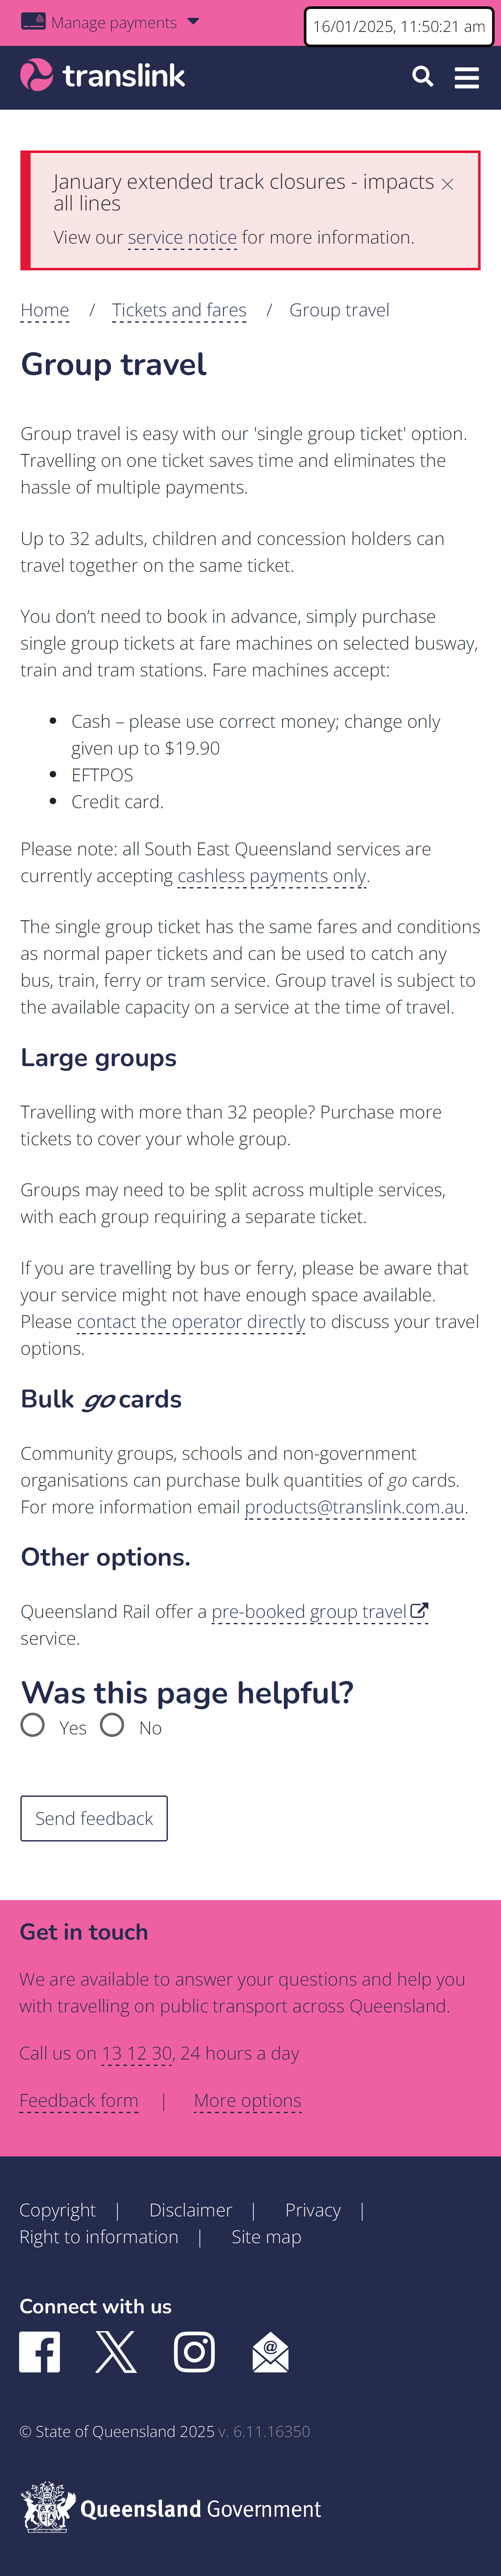 Manage payments
16/01/2025, 11:50:21 am
translink
January extended track closures - impacts
all lines
View our service notice for more information.
Home / Tickets and fares / Group travel
Group travel
Group travel is easy with our 'single group ticket' option.
Travelling on one ticket saves time and eliminates the
hassle of multiple payments.
Up to 32 adults, children and concession holders can
travel together on the same ticket.
You don’t need to book in advance, simply purchase
single group tickets at fare machines on selected busway,
train and tram stations. Fare machines accept:
• Cash – please use correct money; change only
given up to $19.90
• EFTPOS
• Credit card.
Please note: all South East Queensland services are
currently accepting cashless payments only.
The single group ticket has the same fares and conditions
as normal paper tickets and can be used to catch any
bus, train, ferry or tram service. Group travel is subject to
the available capacity on a service at the time of travel.
Large groups
Travelling with more than 32 people? Purchase more
tickets to cover your whole group.
Groups may need to be split across multiple services,
with each group requiring a separate ticket.
If you are travelling by bus or ferry, please be aware that
your service might not have enough space available.
Please contact the operator directly to discuss your travel
options.
Bulk go cards
Community groups, schools and non-government
organisations can purchase bulk quantities of go cards.
For more information email products@translink.com.au.
Other options.
Queensland Rail offer a pre-booked group travel
service.
Was this page helpful?
Yes No
Send feedback
Get in touch
We are available to answer your questions and help you
with travelling on public transport across Queensland.
Call us on 13 12 30, 24 hours a day
Feedback form | More options
Copyright | Disclaimer | Privacy |
Right to information | Site map
Connect with us
© State of Queensland 2025 v. 6.11.16350
Queensland Government